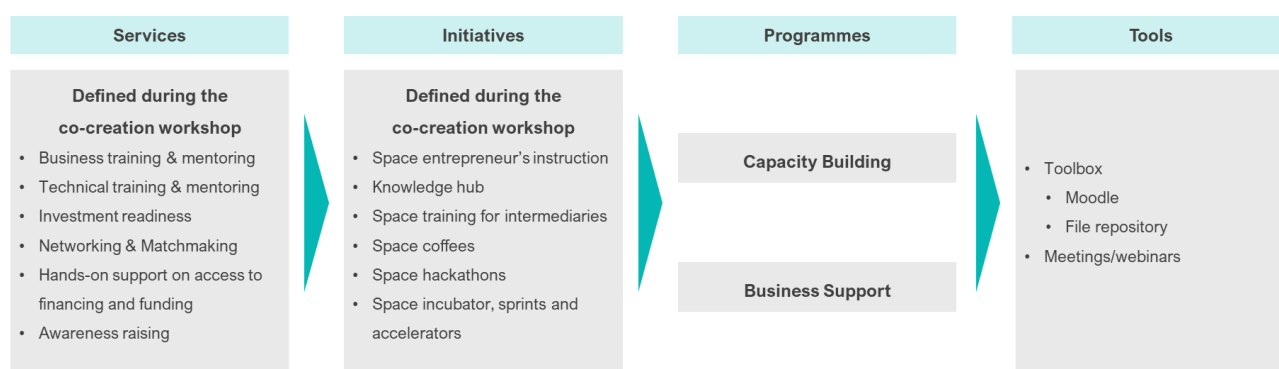 Services
Defined during the
co-creation workshop
• Business training & mentoring
• Technical training & mentoring
• Investment readiness
• Networking & Matchmaking
• Hands-on support on access to
financing and funding
• Awareness raising
Initiatives
Defined during the
co-creation workshop
• Space entrepreneur's instruction
• Knowledge hub
• Space training for intermediaries
• Space coffees
• Space hackathons
• Space incubator, sprints and
accelerators
Programmes
Capacity Building
Business Support
Tools
• Toolbox
• Moodle
• File repository
• Meetings/webinars